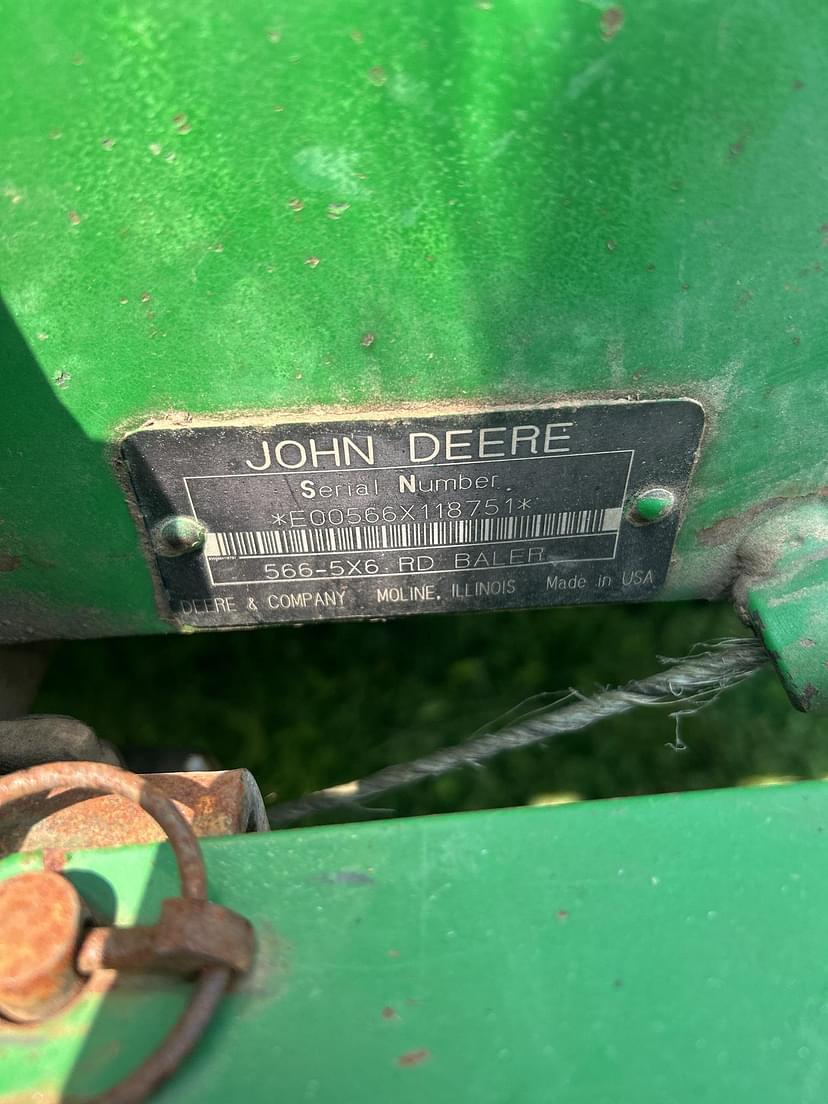 JOHN DEERE
Serial Number
*E00566X118751*
566-5X6 RD BALER
DEERE & COMPANY MOLINE, ILLINOIS Made in USA